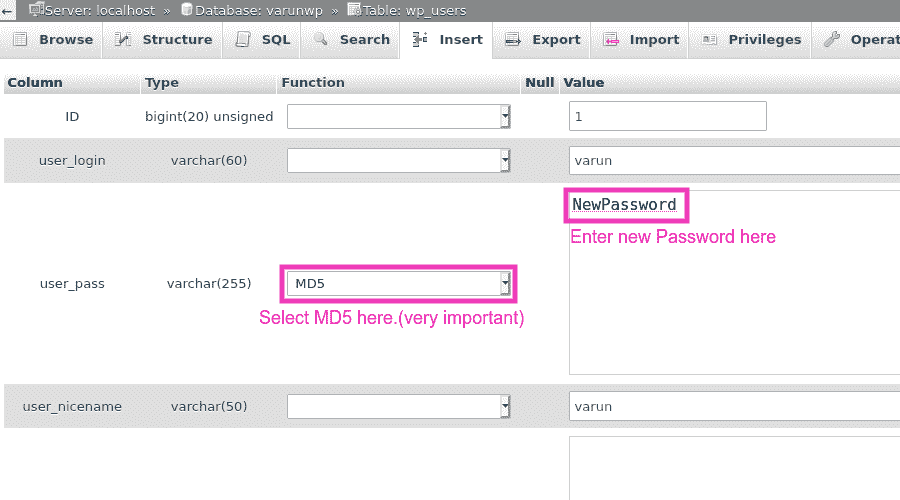 ← Server: localhost » Database: varunwp » Table: wp_users
Browse Structure SQL Search Insert Export Import Privileges Operat
Column Type Function Null Value
ID bigint(20) unsigned 1
user_login varchar(60) varun
NewPassword
Enter new Password here
user_pass varchar(255) MD5
Select MD5 here.(very important)
user_nicename varchar(50) varun